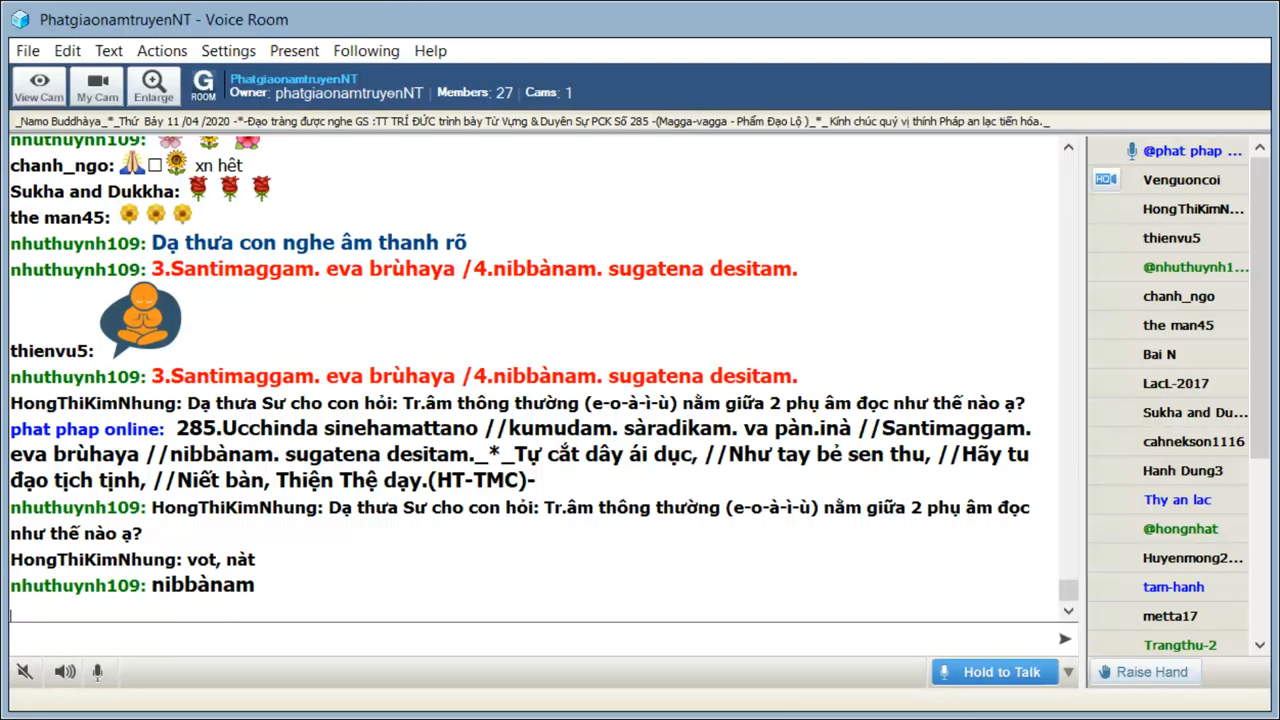 PhatgiaonamtruyenNT - Voice Room
File Edit Text Actions Settings Present Following Help
View Cam My Cam Enlarge G ROOM
PhatgiaonamtruyenNT
Owner: phatgiaonamtruyenNT Members: 27 Cams: 1
_Namo Buddhàya_*_Thứ Bảy 11 /04 /2020 -*-Đạo tràng được nghe GS :TT TRÍ ĐỨC trình bày Từ Vựng & Duyên Sự PCK Số 285 -(Magga-vagga - Phẩm Đạo Lộ )_*_ Kính chúc quý vị thính Pháp an lạc tiến hóa._
nhuthuynh109:
chanh_ngo: xn hêt
Sukha and Dukkha:
the man45:
nhuthuynh109: Dạ thưa con nghe âm thanh rõ
nhuthuynh109: 3.Santimaggam. eva brùhaya /4.nibbànam. sugatena desitam.
thienvu5:
nhuthuynh109: 3.Santimaggam. eva brùhaya /4.nibbànam. sugatena desitam.
HongThiKimNhung: Dạ thưa Sư cho con hỏi: Tr.âm thông thường (e-o-à-ì-ù) nằm giữa 2 phụ âm đọc như thế nào ạ?
phat phap online: 285.Ucchinda sinehamattano //kumudam. sàradikam. va pàn.inà //Santimaggam.
eva brùhaya //nibbànam. sugatena desitam._*_Tự cắt dây ái dục, //Như tay bẻ sen thu, //Hãy tu
đạo tịch tịnh, //Niết bàn, Thiện Thệ dạy.(HT-TMC)-
nhuthuynh109: HongThiKimNhung: Dạ thưa Sư cho con hỏi: Tr.âm thông thường (e-o-à-ì-ù) nằm giữa 2 phụ âm đọc
như thế nào ạ?
HongThiKimNhung: vot, nàt
nhuthuynh109: nibbànam
@phat phap ...
Venguoncoi
HongThiKimN...
thienvu5
@nhuthuynh1...
chanh_ngo
the man45
Bai N
LacL-2017
Sukha and Du...
cahnekson1116
Hanh Dung3
Thy an lac
@hongnhat
Huyenmong2...
tam-hanh
metta17
Trangthu-2
Hold to Talk
Raise Hand